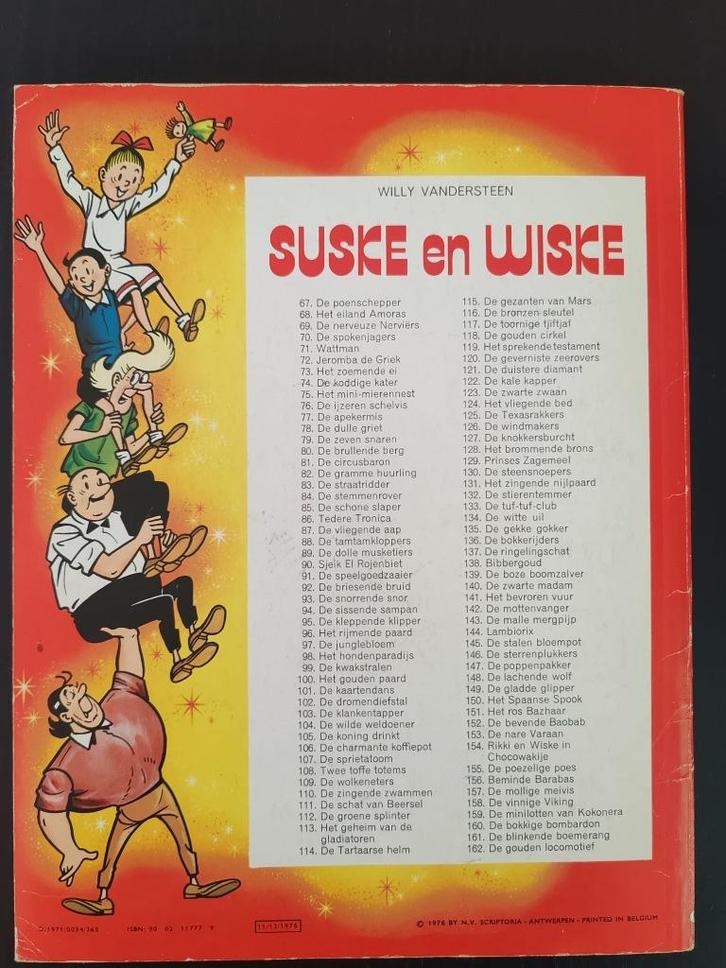 WILLY VANDERSTEEN
SUSKE en WISKE
67. De poenschepper
68. Het eiland Amoras
69. De nerveuze Nerviërs
70. De spokenjagers
71. Wattman
72. Jeromba de Griek
73. Het zoemende ei
74. De koddige kater
75. Het mini-mierennest
76. De ijzeren schelvis
77. De apekermis
78. De dulle griet
79. De zeven snaren
80. De brullende berg
81. De circusbaron
82. De gramme huurling
83. De straatridder
84. De stemmenrover
85. De schone slaper
86. Tedere Tronica
87. De vliegende aap
88. De tamtamkloppers
89. De dolle musketiers
90. Sjeik El Rojenbiet
91. De speelgoedzaaier
92. De briesende bruid
93. De snorrende snor
94. De sissende sampan
95. De kleppende klipper
96. Het rijmende paard
97. De junglebloem
98. Het hondenparadijs
99. De kwakstralen
100. Het gouden paard
101. De kaartendans
102. De dromendiefstal
103. De klankentapper
104. De wilde weldoener
105. De koning drinkt
106. De charmante koffiepot
107. De sprietatoom
108. Twee toffe totems
109. De wolkeneters
110. De zingende zwammen
111. De schat van Beersel
112. De groene splinter
113. Het geheim van de
gladiatoren
114. De Tartaarse helm
115. De gezanten van Mars
116. De bronzen sleutel
117. De toornige tjiftjaf
118. De gouden cirkel
119. Het sprekende testament
120. De geverniste zeerovers
121. De duistere diamant
122. De kale kapper
123. De zwarte zwaan
124. Het vliegende bed
125. De Texasrakkers
126. De windmakers
127. De knokkersburcht
128. Het brommende brons
129. Prinses Zagemeel
130. De steensnoepers
131. Het zingende nijlpaard
132. De stierentemmer
133. De tuf-tuf-club
134. De witte uil
135. De gekke gokker
136. De bokkerijders
137. De ringelingschat
138. Bibbergoud
139. De boze boomzalver
140. De zwarte madam
141. Het bevroren vuur
142. De mottenvanger
143. De malle mergpijp
144. Lambiorix
145. De stalen bloempot
146. De sterrenplukkers
147. De poppenpakker
148. De lachende wolf
149. De gladde glipper
150. Het Spaanse Spook
151. Het ros Bazhaar
152. De bevende Baobab
153. De nare Varaan
154. Rikki en Wiske in
Chocowakije
155. De poezelige poes
156. Beminde Barabas
157. De mollige meivis
158. De vinnige Viking
159. De minilotten van Kokonera
160. De bokkige bombardon
161. De blinkende boemerang
162. De gouden locomotief
D/1971/0034/365
ISBN: 90 02 11777 9
11/12/1976
© 1976 BY N.V. SCRIPTORIA - ANTWERPEN - PRINTED IN BELGIUM